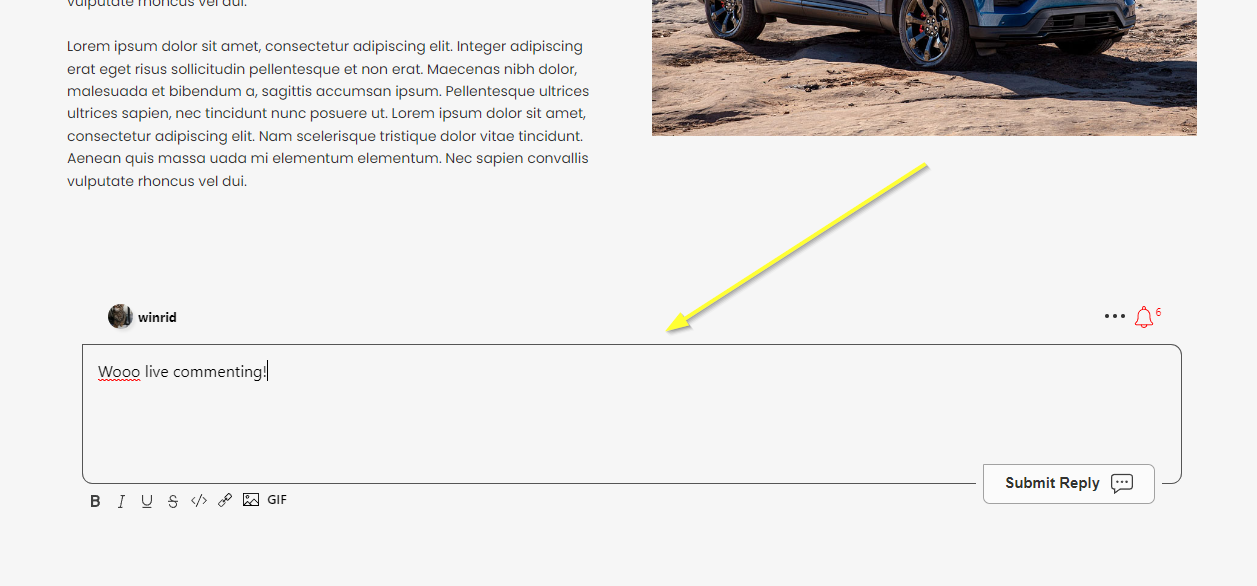 vulputate rhoncus vel dui.
Lorem ipsum dolor sit amet, consectetur adipiscing elit. Integer adipiscing
erat eget risus sollicitudin pellentesque et non erat. Maecenas nibh dolor,
malesuada et bibendum a, sagittis accumsan ipsum. Pellentesque ultrices
ultrices sapien, nec tincidunt nunc posuere ut. Lorem ipsum dolor sit amet,
consectetur adipiscing elit. Nam scelerisque tristique dolor vitae tincidunt.
Aenean quis massa uada mi elementum elementum. Nec sapien convallis
vulputate rhoncus vel dui.
winrid
6
Wooo live commenting!
Submit Reply
B I U S </> GIF